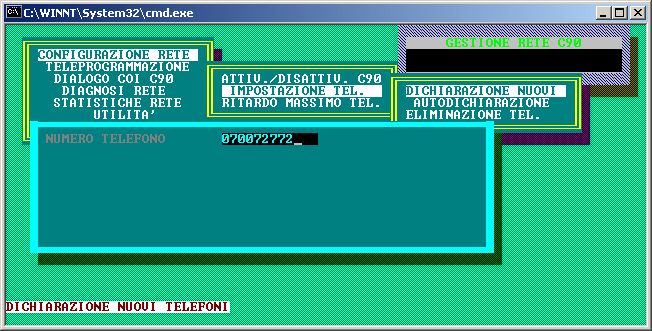 C:\WINNT\System32\cmd.exe
GESTIONE RETE C90
CONFIGURAZIONE RETE
TELEPROGRAMMAZIONE
DIALOGO COI C90
DIAGNOSI RETE
STATISTICHE RETE
UTILITA'
ATTIV./DISATTIV. C90
IMPOSTAZIONE TEL.
RITARDO MASSIMO TEL.
DICHIARAZIONE NUOVI
AUTODICHIARAZIONE
ELIMINAZIONE TEL.
NUMERO TELEFONO 070072772_
DICHIARAZIONE NUOVI TELEFONI